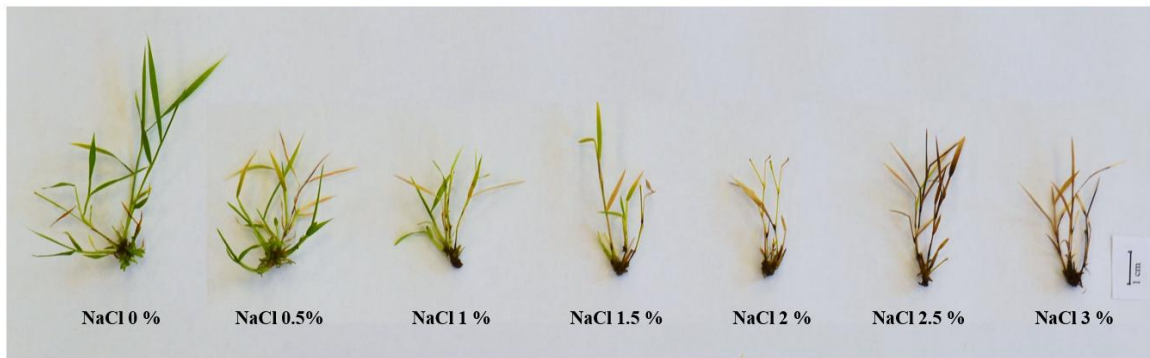 NaCl 0 %
NaCl 0.5%
NaCl 1 %
NaCl 1.5 %
NaCl 2 %
NaCl 2.5 %
NaCl 3 %
1 cm